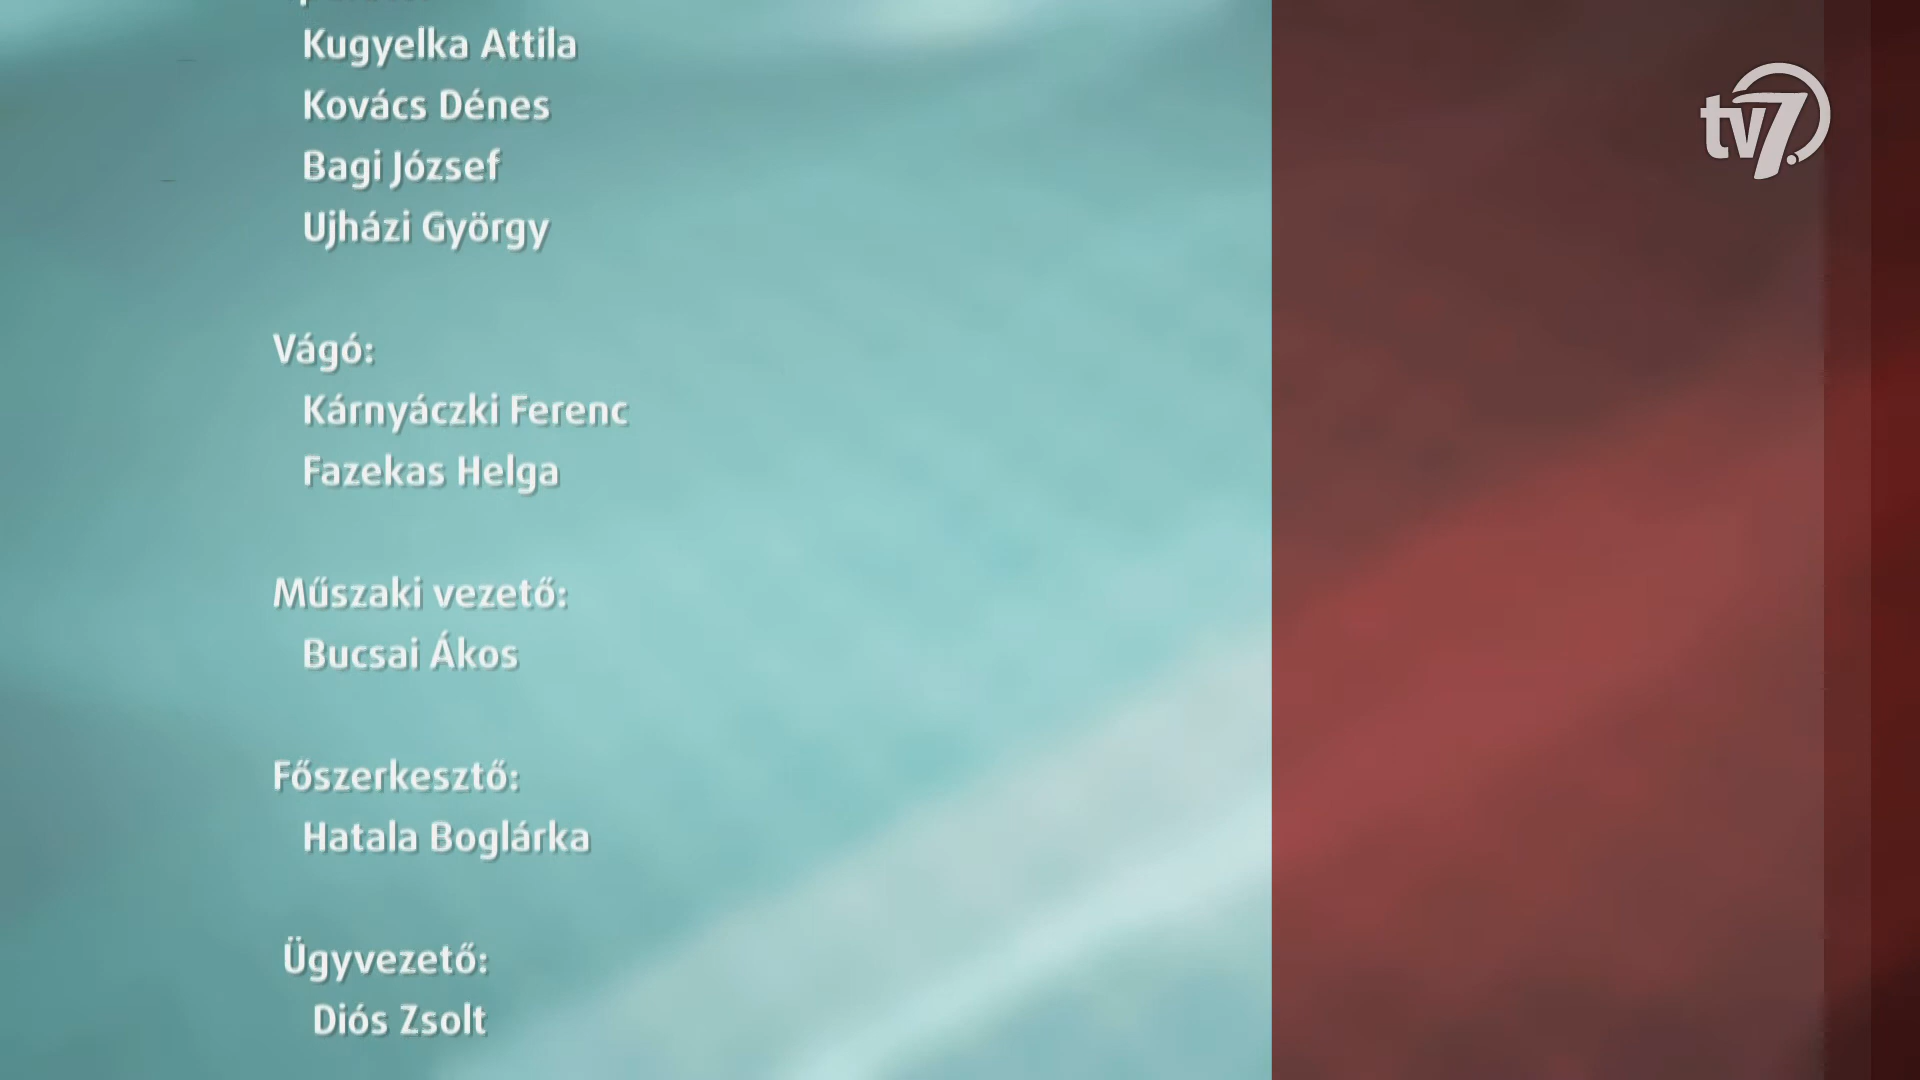 Kugyelka Attila
Kovács Dénes
Bagi József
Ujházi György
Vágó:
Kárnyáczki Ferenc
Fazekas Helga
Műszaki vezető:
Bucsai Ákos
Főszerkesztő:
Hatala Boglárka
Ügyvezető:
Diós Zsolt
tv7.